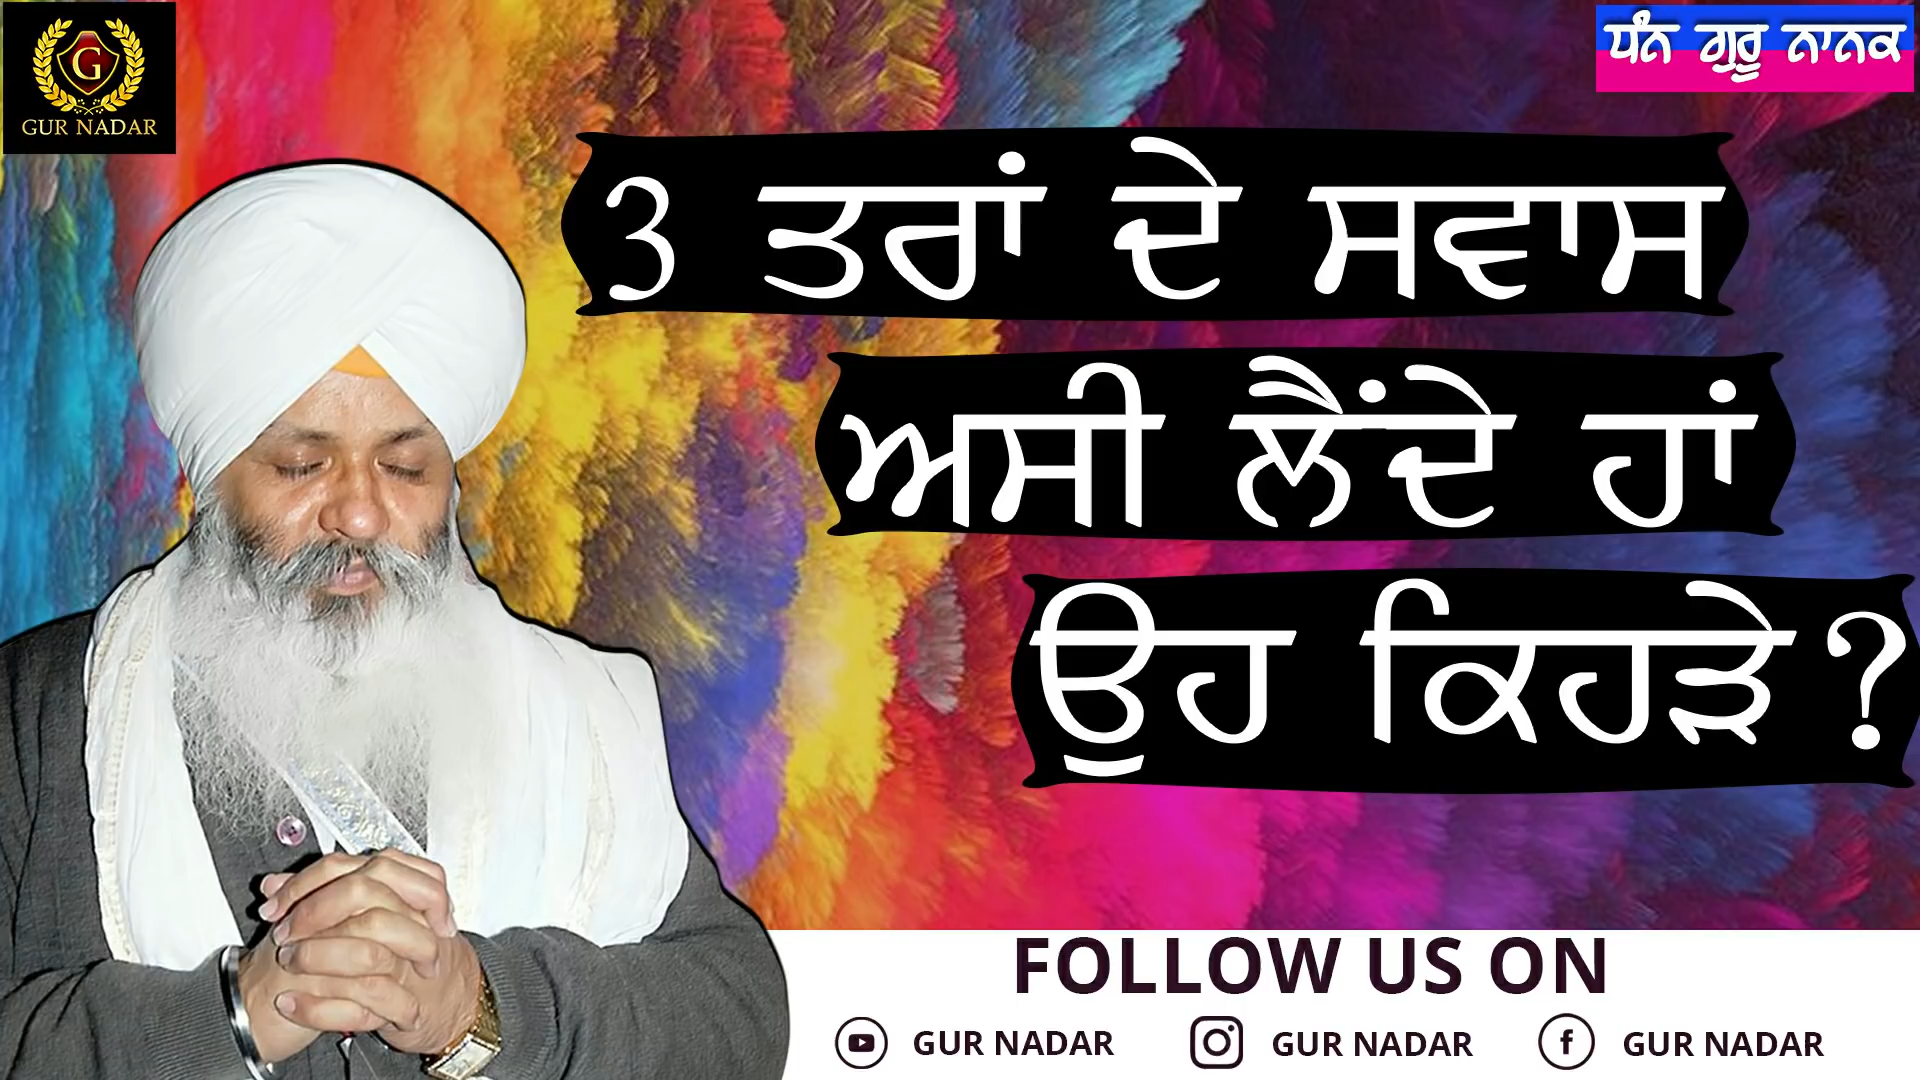 G
GUR NADAR
ਧੰਨ ਗੁਰੂ ਨਾਨਕ
3 ਤਰਾਂ ਦੇ ਸਵਾਸ
ਅਸੀ ਲੈਂਦੇ ਹਾਂ
ਉਹ ਕਿਹੜੇ ?
FOLLOW US ON
GUR NADAR GUR NADAR GUR NADAR